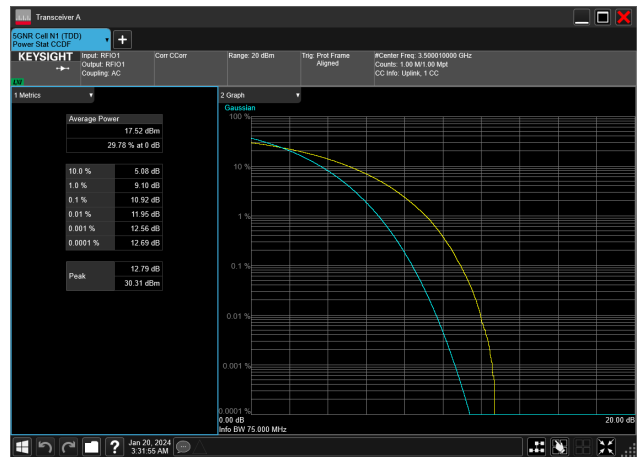 Transceiver A
5GNR Cell N1 (TDD)
Power Stat CCDF
KEYSIGHT
LXI
Input: RFIO1
Output: RFIO1
Coupling: AC
Corr CCorr
Range: 20 dBm
Trig: Prot Frame
Aligned
#Center Freq: 3.500010000 GHz
Counts: 1.00 M/1.00 Mpt
CC Info: Uplink, 1 CC
1 Metrics
Average Power
17.52 dBm
29.78 % at 0 dB
10.0 % 5.08 dB
1.0 % 9.10 dB
0.1 % 10.92 dB
0.01 % 11.95 dB
0.001 % 12.56 dB
0.0001 % 12.69 dB
Peak
12.79 dB
30.31 dBm
2 Graph
Gaussian
100 %
10 %
1 %
0.1 %
0.01 %
0.001 %
0.0001 %
0.00 dB 20.00 dB
Info BW 75.000 MHz
Jan 20, 2024
3:31:55 AM